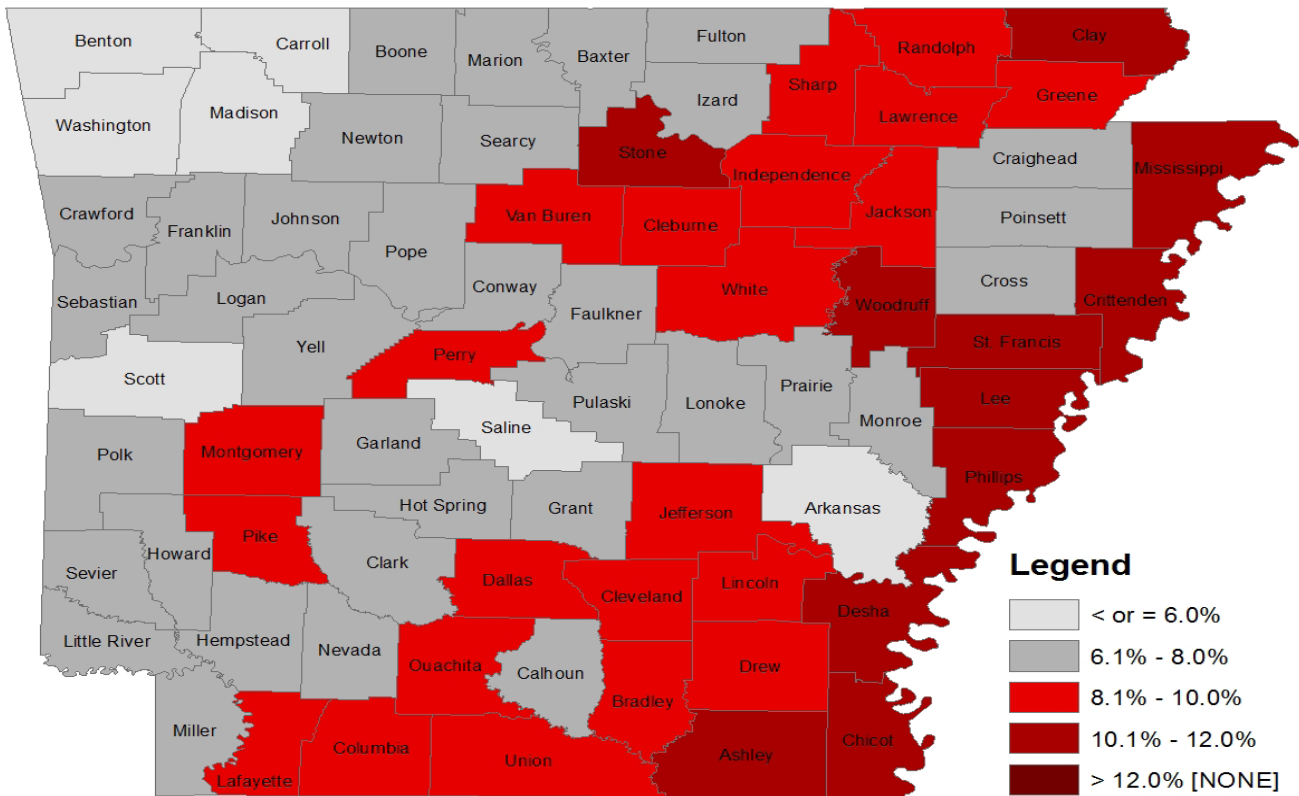 Benton
Carroll
Boone
Marion
Baxter
Fulton
Randolph
Clay
Sharp
Izard
Greene
Washington
Madison
Newton
Searcy
Stone
Lawrence
Craighead
Mississippi
Independence
Crawford
Franklin
Johnson
Pope
Van Buren
Cleburne
Jackson
Poinsett
Sebastian
Logan
Conway
Faulkner
White
Woodruff
Cross
Crittenden
Scott
Yell
Perry
Pulaski
Lonoke
Prairie
Monroe
St. Francis
Lee
Polk
Montgomery
Garland
Saline
Phillips
Hot Spring
Grant
Jefferson
Arkansas
Sevier
Howard
Pike
Clark
Dallas
Cleveland
Lincoln
Desha
Little River
Hempstead
Nevada
Ouachita
Calhoun
Bradley
Drew
Miller
Lafayette
Columbia
Union
Ashley
Chicot
Legend
< or = 6.0%
6.1% - 8.0%
8.1% - 10.0%
10.1% - 12.0%
> 12.0% [NONE]